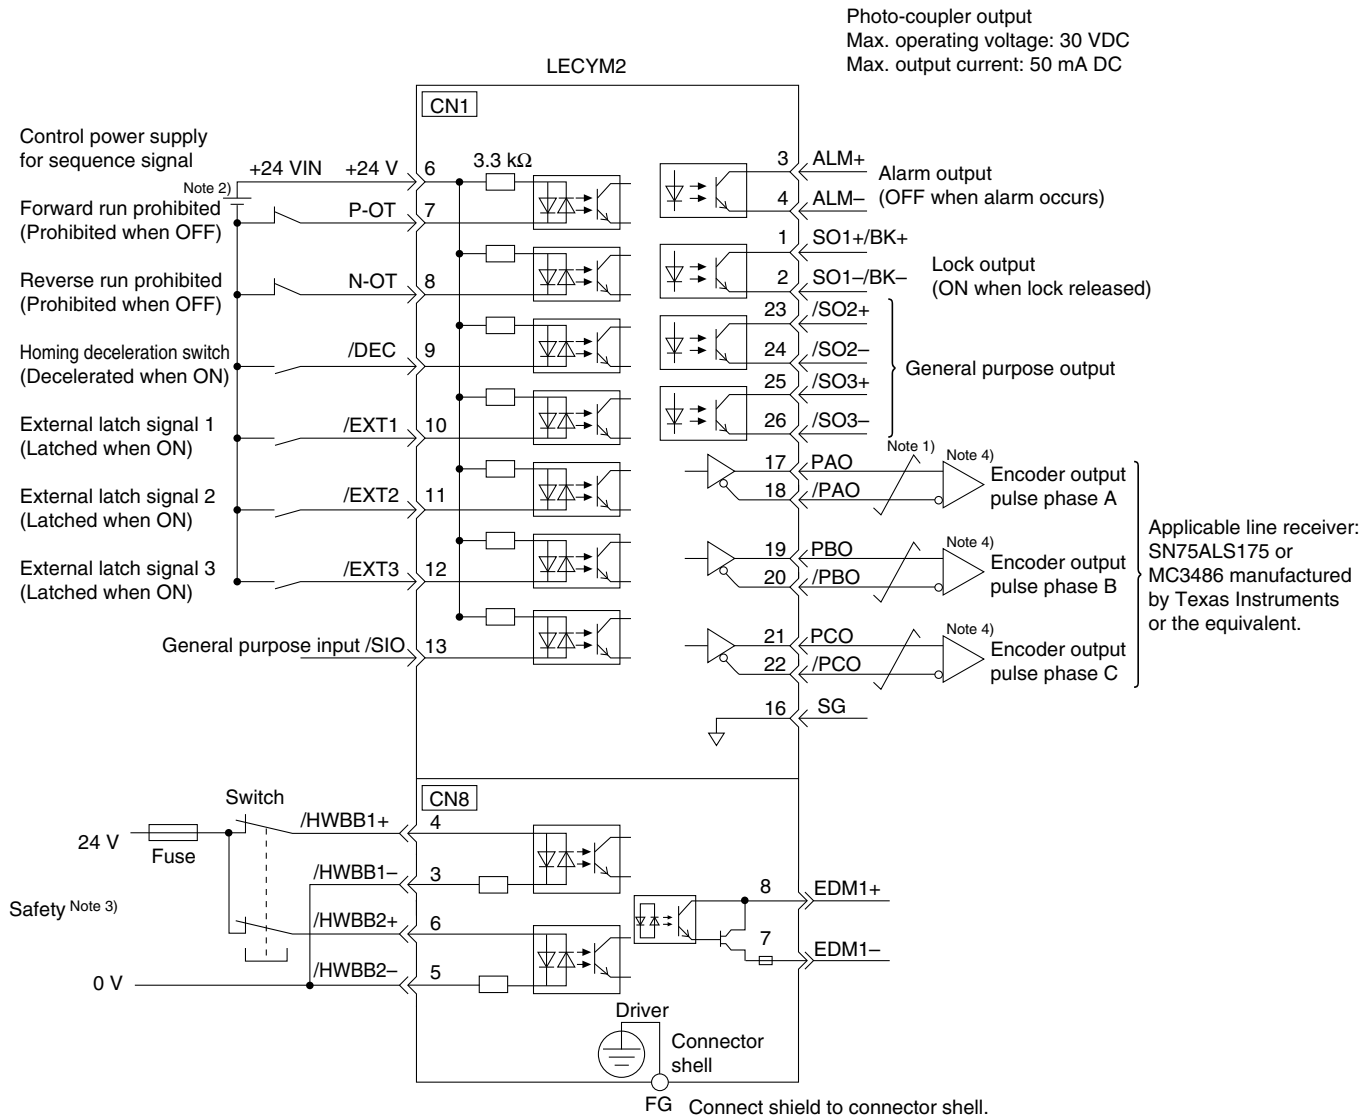 Photo-coupler output
Max. operating voltage: 30 VDC
Max. output current: 50 mA DC
LECYM2
CN1
Control power supply
for sequence signal
+24 VIN
+24 V
6
3.3 kΩ
Note 2)
Forward run prohibited
(Prohibited when OFF)
P-OT
7
Reverse run prohibited
(Prohibited when OFF)
N-OT
8
Homing deceleration switch
(Decelerated when ON)
/DEC
9
External latch signal 1
(Latched when ON)
/EXT1
10
External latch signal 2
(Latched when ON)
/EXT2
11
External latch signal 3
(Latched when ON)
/EXT3
12
General purpose input /SIO
13
3
ALM+
4
ALM–
Alarm output
(OFF when alarm occurs)
1
SO1+/BK+
2
SO1–/BK–
Lock output
(ON when lock released)
23
/SO2+
24
/SO2–
25
/SO3+
26
/SO3–
General purpose output
Note 1)
Note 4)
17
PAO
18
/PAO
Encoder output
pulse phase A
19
PBO
20
/PBO
Note 4)
Encoder output
pulse phase B
21
PCO
22
/PCO
Note 4)
Encoder output
pulse phase C
Applicable line receiver:
SN75ALS175 or
MC3486 manufactured
by Texas Instruments
or the equivalent.
16
SG
CN8
Switch
24 V
Fuse
/HWBB1+
4
/HWBB1–
3
Safety Note 3)
/HWBB2+
6
/HWBB2–
5
0 V
8
EDM1+
7
EDM1–
Driver
Connector
shell
FG
Connect shield to connector shell.